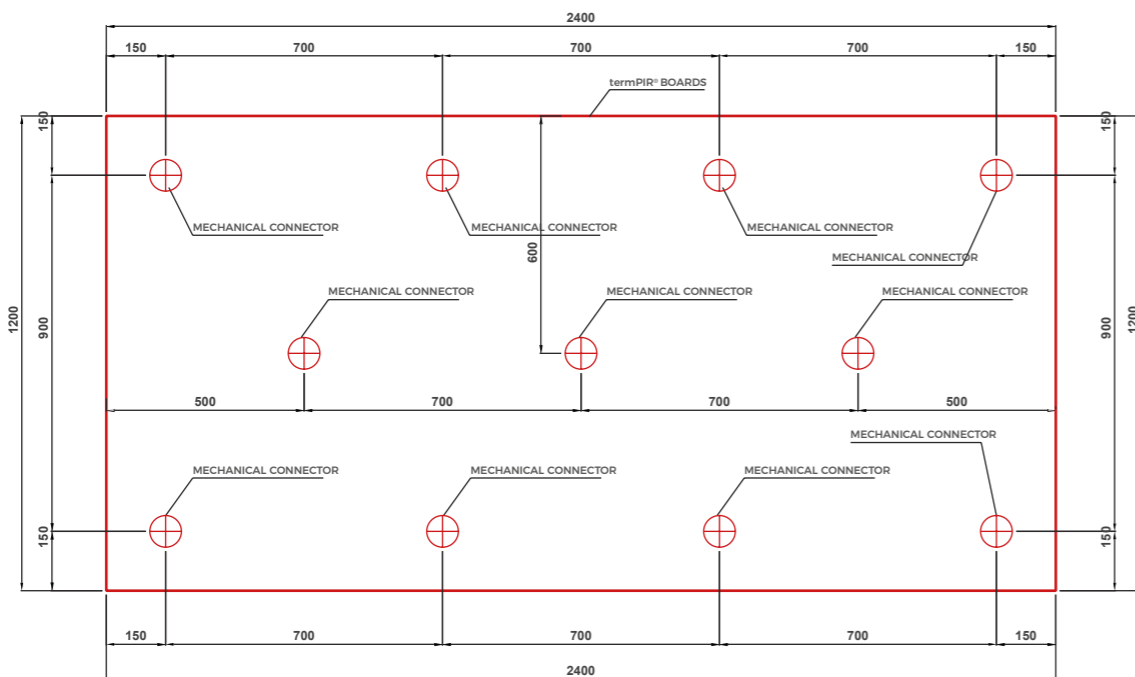 2400
150 700 700 700 150
termPIR® BOARDS
150 150
MECHANICAL CONNECTOR MECHANICAL CONNECTOR MECHANICAL CONNECTOR
600
MECHANICAL CONNECTOR
MECHANICAL CONNECTOR MECHANICAL CONNECTOR MECHANICAL CONNECTOR
1200 900 900 1200
500 700 700 500
MECHANICAL CONNECTOR
MECHANICAL CONNECTOR MECHANICAL CONNECTOR MECHANICAL CONNECTOR
150 150
150 700 700 700 150
2400